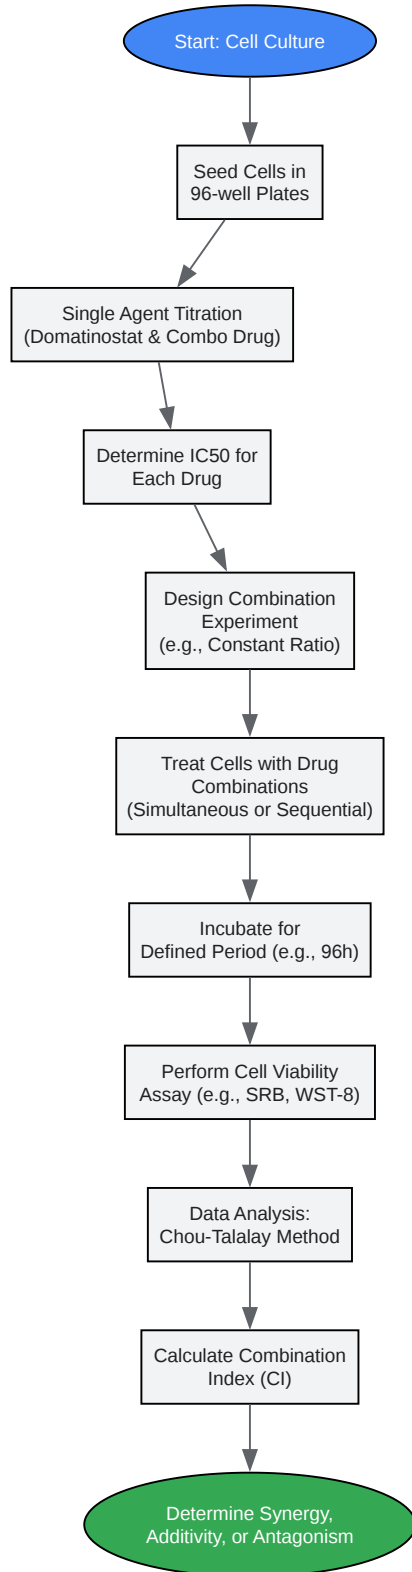 Start: Cell Culture
Seed Cells in
96-well Plates
Single Agent Titration
(Domatinostat & Combo Drug)
Determine IC50 for
Each Drug
Design Combination
Experiment
(e.g., Constant Ratio)
Treat Cells with Drug
Combinations
(Simultaneous or Sequential)
Incubate for
Defined Period (e.g., 96h)
Perform Cell Viability
Assay (e.g., SRB, WST-8)
Data Analysis:
Chou-Talalay Method
Calculate Combination
Index (CI)
Determine Synergy,
Additivity, or Antagonism